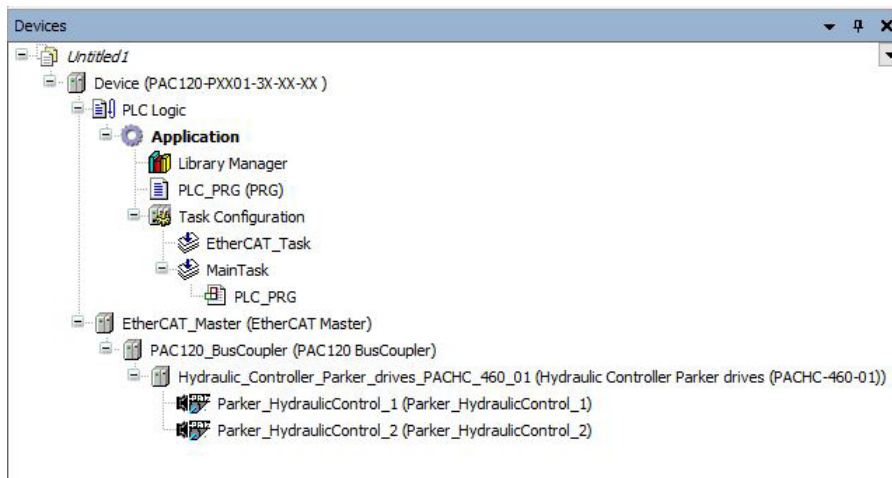 Devices
Untitled1
Device (PAC120-PXX01-3X-XX-XX )
PLC Logic
Application
Library Manager
PLC_PRG (PRG)
Task Configuration
EtherCAT_Task
MainTask
PLC_PRG
EtherCAT_Master (EtherCAT Master)
PAC120_BusCoupler (PAC120 BusCoupler)
Hydraulic_Controller_Parker_drives_PACHC_460_01 (Hydraulic Controller Parker drives (PACHC-460-01))
Parker_HydraulicControl_1 (Parker_HydraulicControl_1)
Parker_HydraulicControl_2 (Parker_HydraulicControl_2)